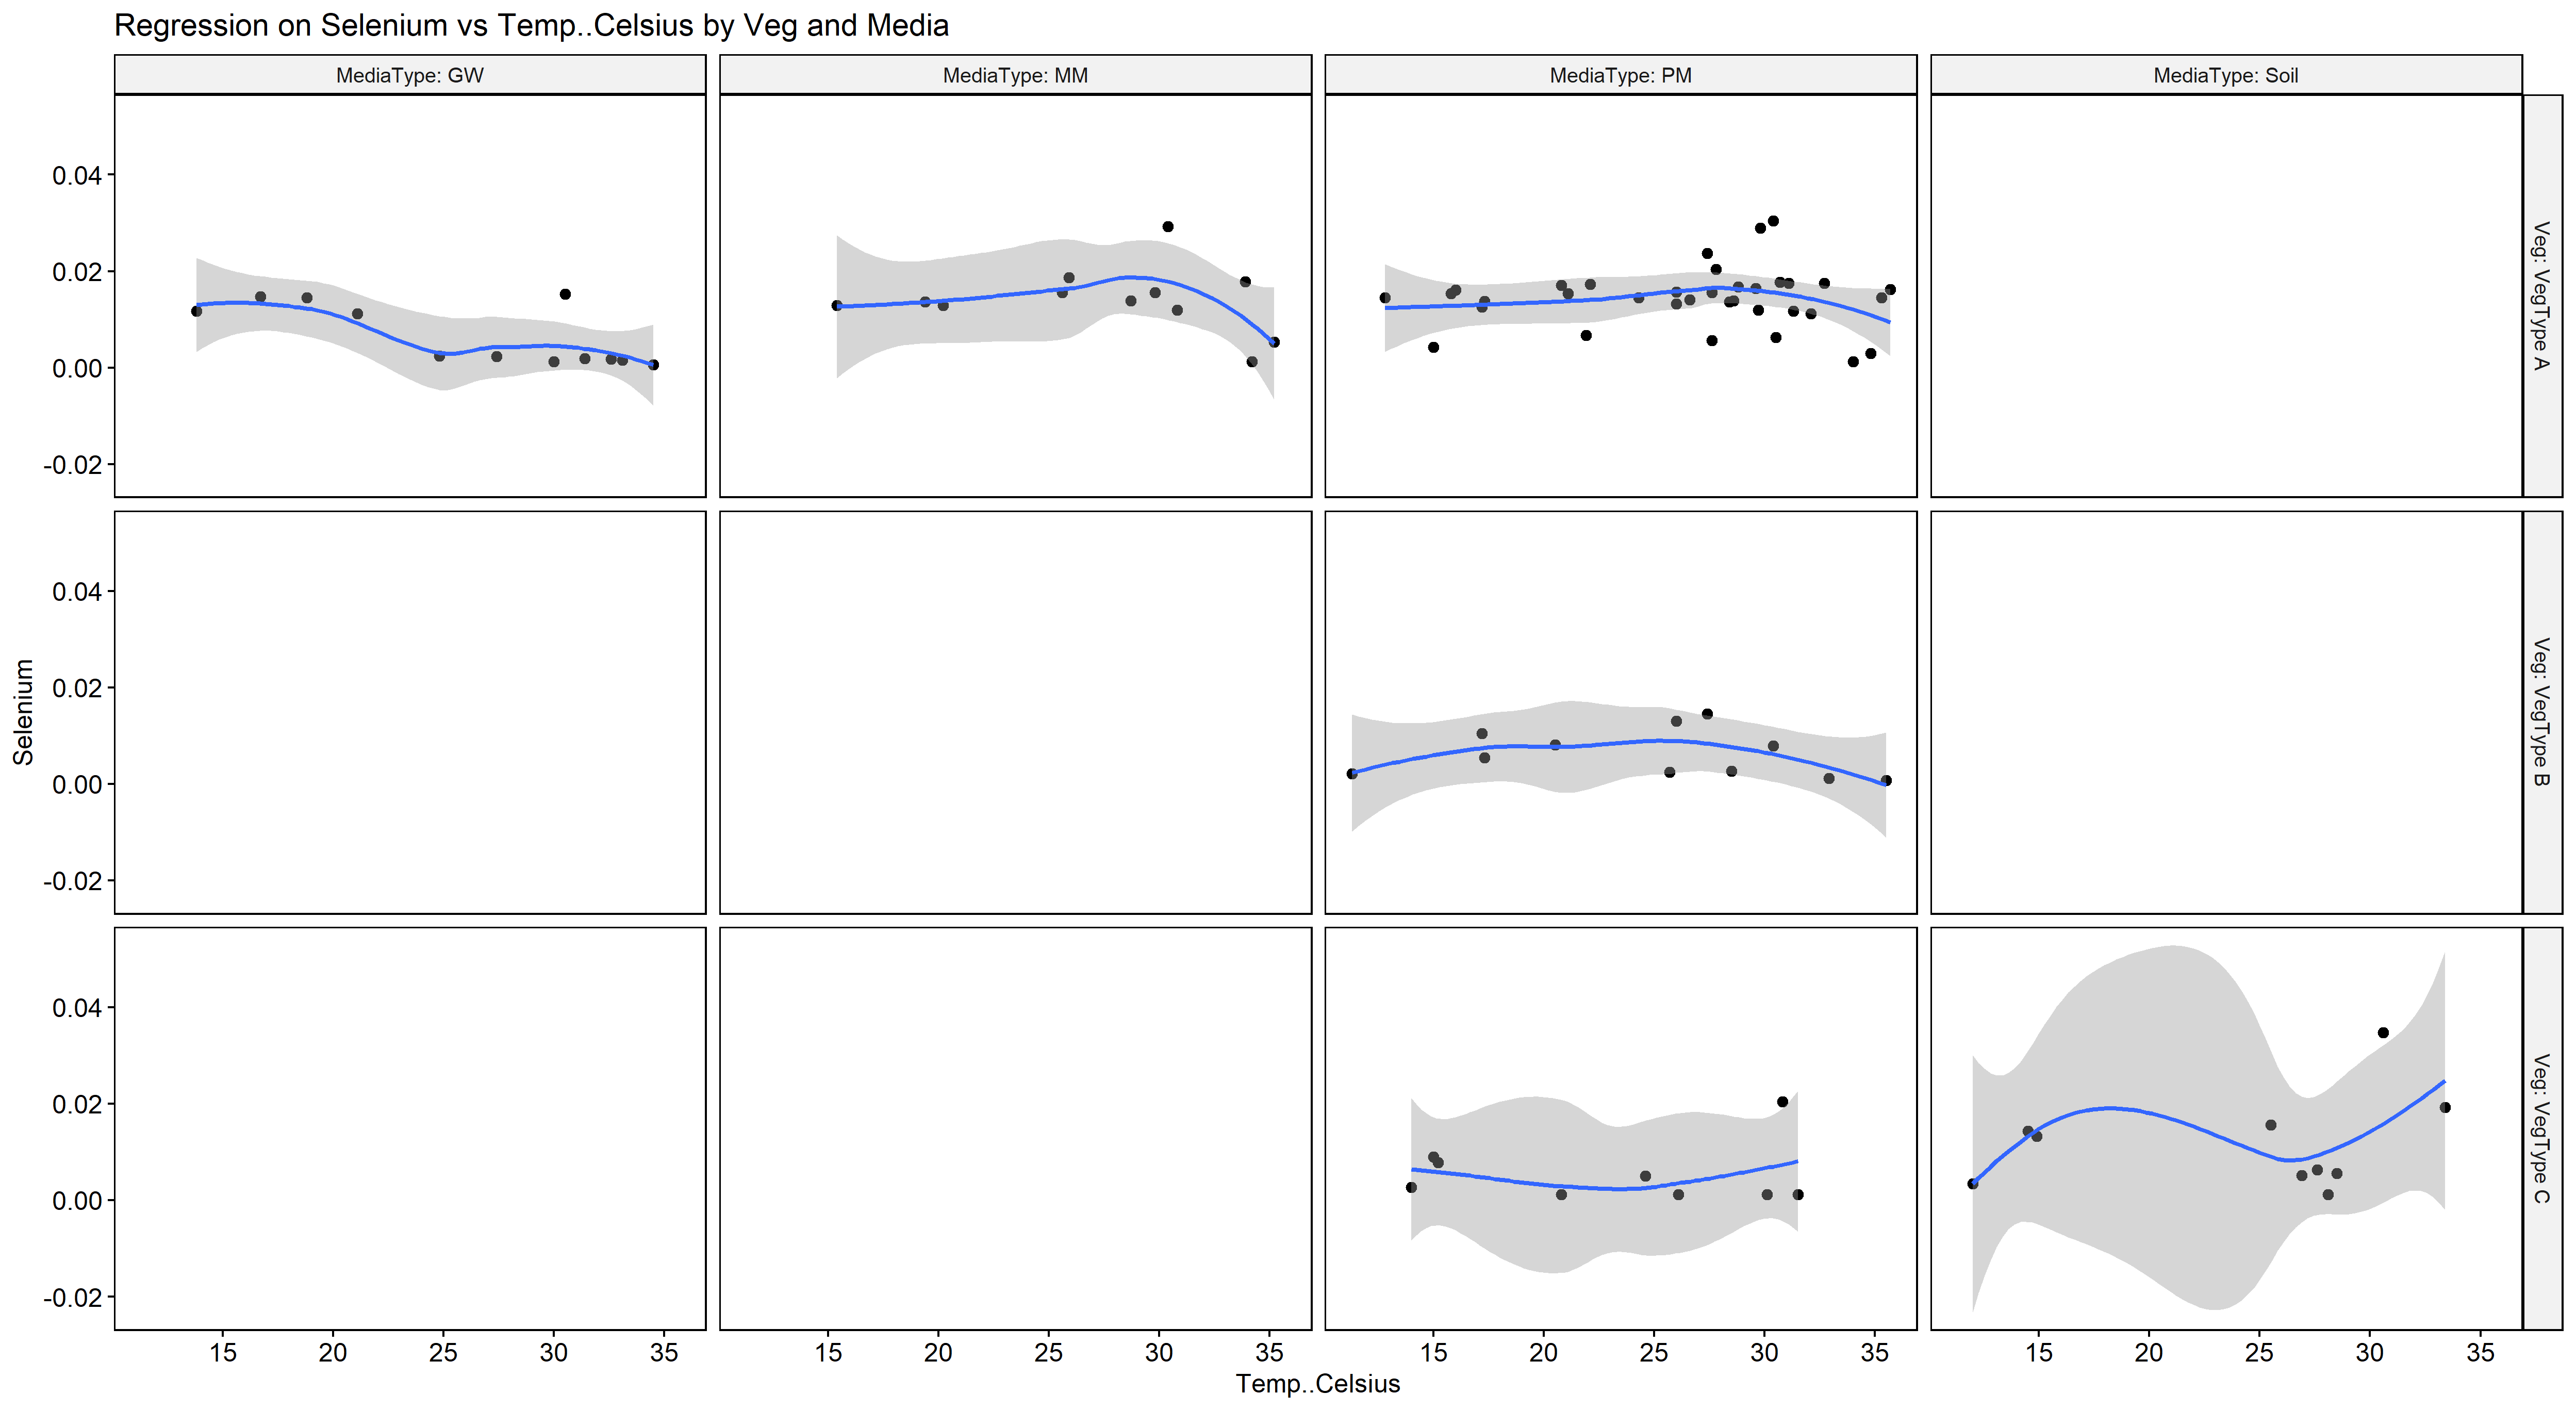 Regression on Selenium vs Temp..Celsius by Veg and Media
MediaType: GW
MediaType: MM
MediaType: PM
MediaType: Soil
0.04
0.02
0.00
-0.02
Veg: VegType A
0.04
0.02
0.00
-0.02
Veg: VegType B
Selenium
0.04
0.02
0.00
-0.02
Veg: VegType C
15 20 25 30 35
15 20 25 30 35
15 20 25 30 35
15 20 25 30 35
Temp..Celsius